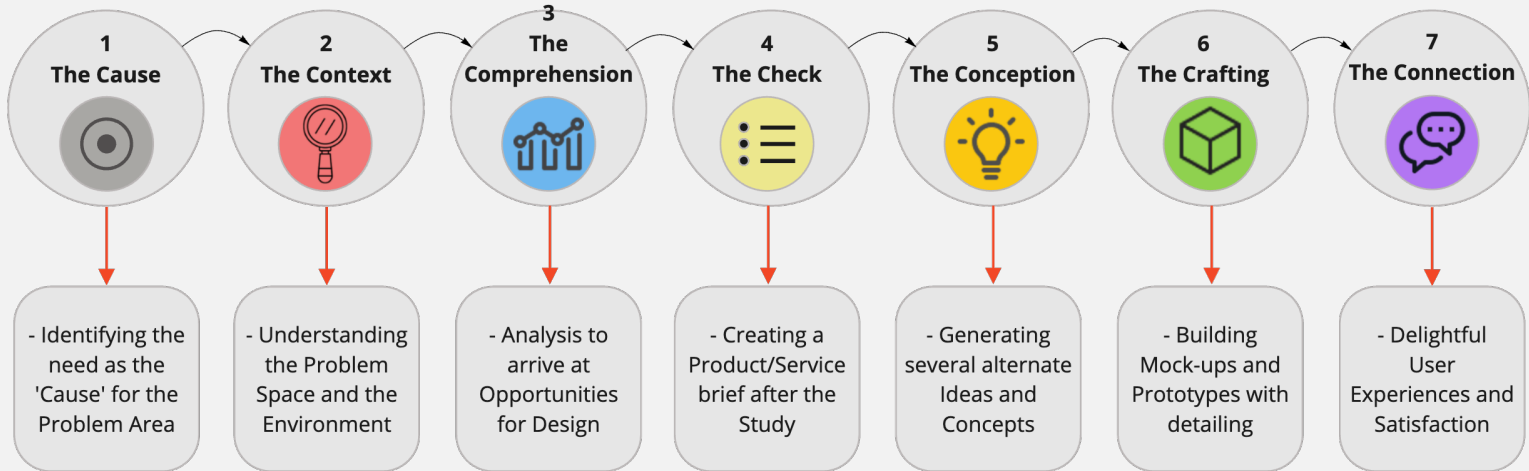 1
The Cause
2
The Context
3
The
Comprehension
4
The Check
5
The Conception
6
The Crafting
7
The Connection
- Identifying the
need as the
'Cause' for the
Problem Area
- Understanding
the Problem
Space and the
Environment
- Analysis to
arrive at
Opportunities
for Design
- Creating a
Product/Service
brief after the
Study
- Generating
several alternate
Ideas and
Concepts
- Building
Mock-ups and
Prototypes with
detailing
- Delightful
User
Experiences and
Satisfaction